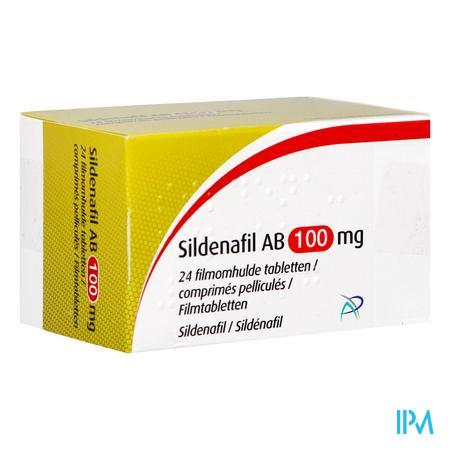 Sildenafil AB 100 mg
24 filmomhulde tabletten /
comprimés pelliculés /
Filmtabletten
Sildenafil / Sildénafil
Sildenafil AB 100 mg
24 filmomhulde tabletten /
comprimés pelliculés / Filmtabletten
IPM